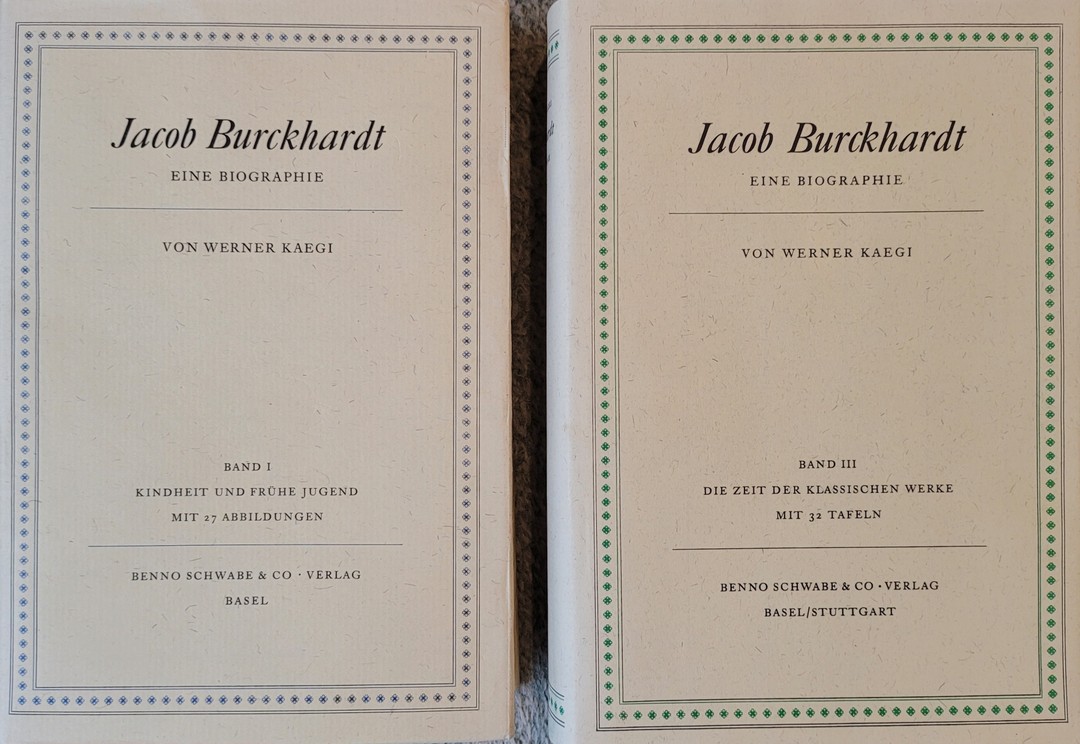 Jacob Burckhardt
EINE BIOGRAPHIE
VON WERNER KAEGI
BAND I
KINDHEIT UND FRÜHE JUGEND
MIT 27 ABBILDUNGEN
BENNO SCHWABE & CO · VERLAG
BASEL
Jacob Burckhardt
EINE BIOGRAPHIE
VON WERNER KAEGI
BAND III
DIE ZEIT DER KLASSISCHEN WERKE
MIT 32 TAFELN
BENNO SCHWABE & CO · VERLAG
BASEL/STUTTGART